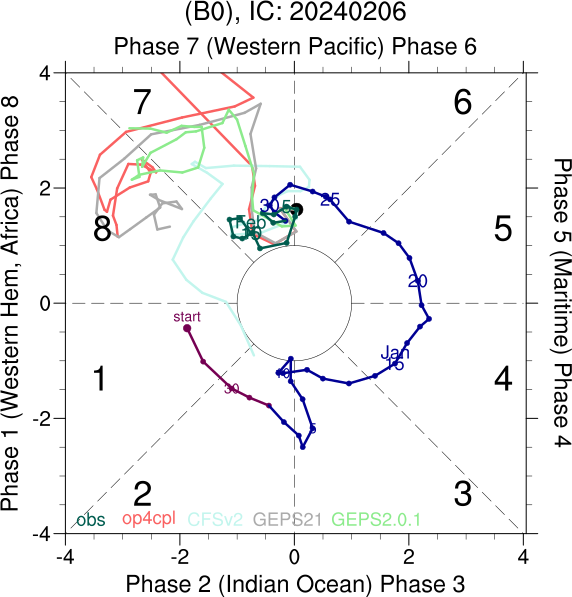 (B0), IC: 20240206
Phase 7 (Western Pacific) Phase 6
4
2
0
-2
-4
-4 -2 0 2 4
Phase 1 (Western Hem, Africa) Phase 8
Phase 5 (Maritime) Phase 4
7
6
8
5
1
4
2
3
start
30
5
10
Jan
15
20
25
30
5
Feb
obs op4cpl CFSv2 GEPS21 GEPS2.0.1
Phase 2 (Indian Ocean) Phase 3